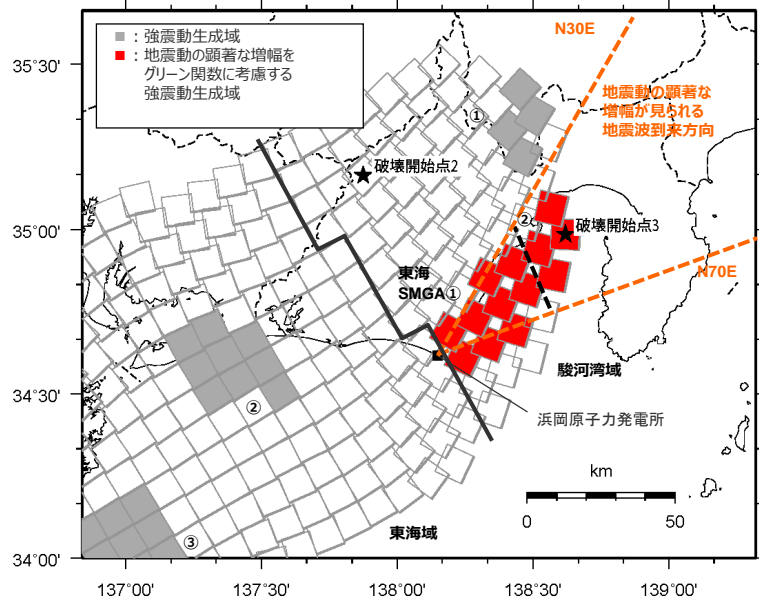 ■ : 強震動生成域
■ : 地震動の顕著な増幅を
グリーン関数に考慮する
強震動生成域
N30E
地震動の顕著な
増幅が見られる
地震波到来方向
①
破壊開始点2
②
破壊開始点3
N70E
東海
SMGA①
駿河湾域
浜岡原子力発電所
②
③
東海域
km
0 50
35°30'
35°00'
34°30'
34°00'
137°00' 137°30' 138°00' 138°30' 139°00'